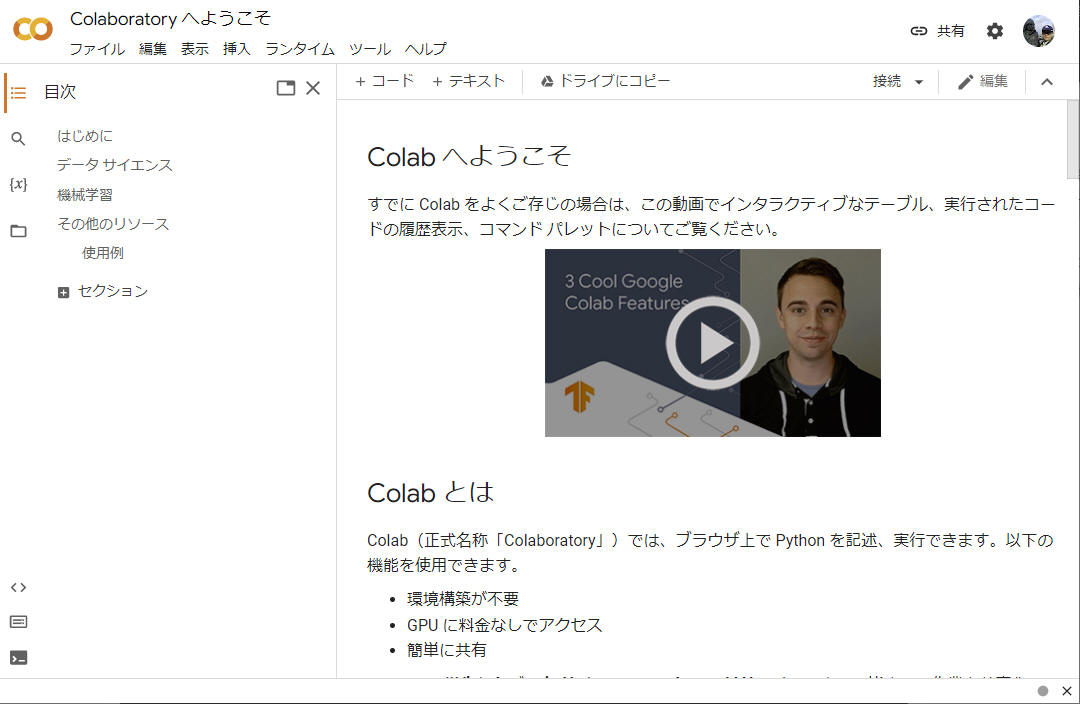 Colaboratory へようこそ
ファイル 編集 表示 挿入 ランタイム ツール ヘルプ
共有
目次
はじめに
データ サイエンス
機械学習
その他のリソース
使用例
セクション
+ コード + テキスト ドライブにコピー
接続 編集
Colab へようこそ
すでに Colab をよくご存じの場合は、この動画でインタラクティブなテーブル、実行されたコー
ドの履歴表示、コマンド パレットについてご覧ください。
3 Cool Google
Colab Features
Colab とは
Colab（正式名称「Colaboratory」）では、ブラウザ上で Python を記述、実行できます。以下の
機能を使用できます。
• 環境構築が不要
• GPU に料金なしでアクセス
• 簡単に共有